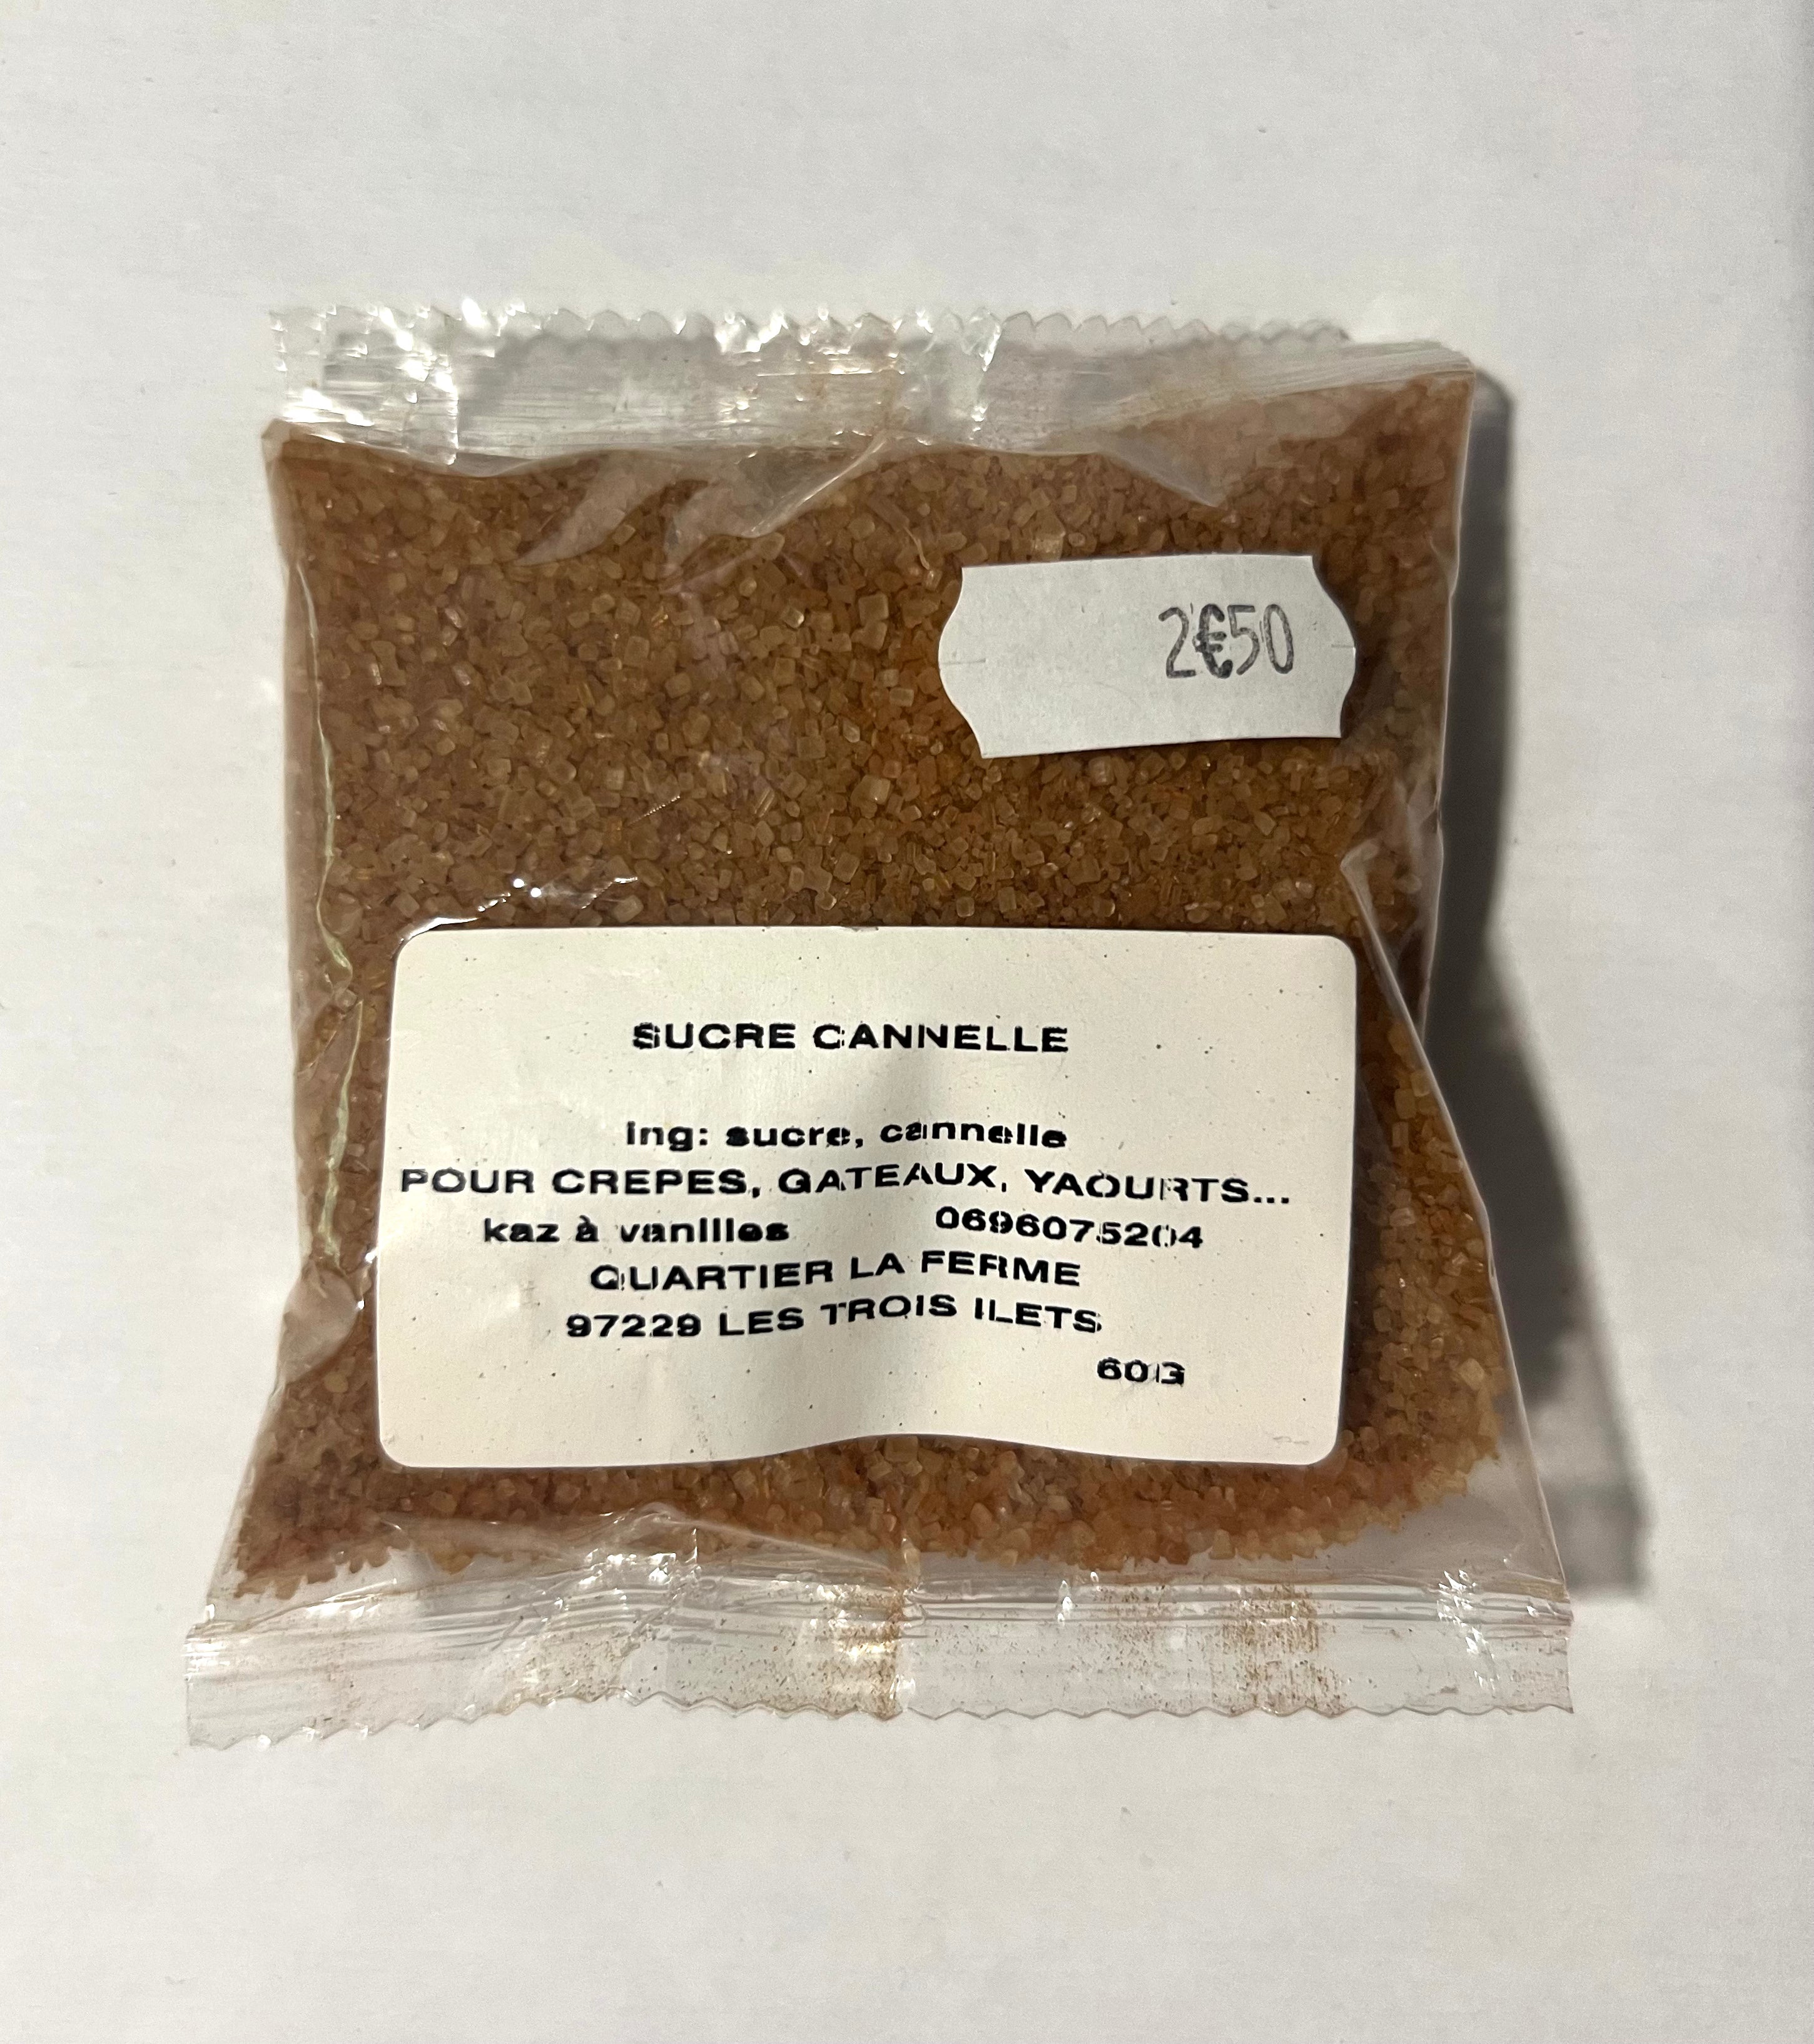 2€50
SUCRE CANNELLE
ing: sucre, cannelle
POUR CREPES, GATEAUX, YAOURTS...
kaz à vanilles 0696075204
QUARTIER LA FERME
97229 LES TROIS ILETS
60G